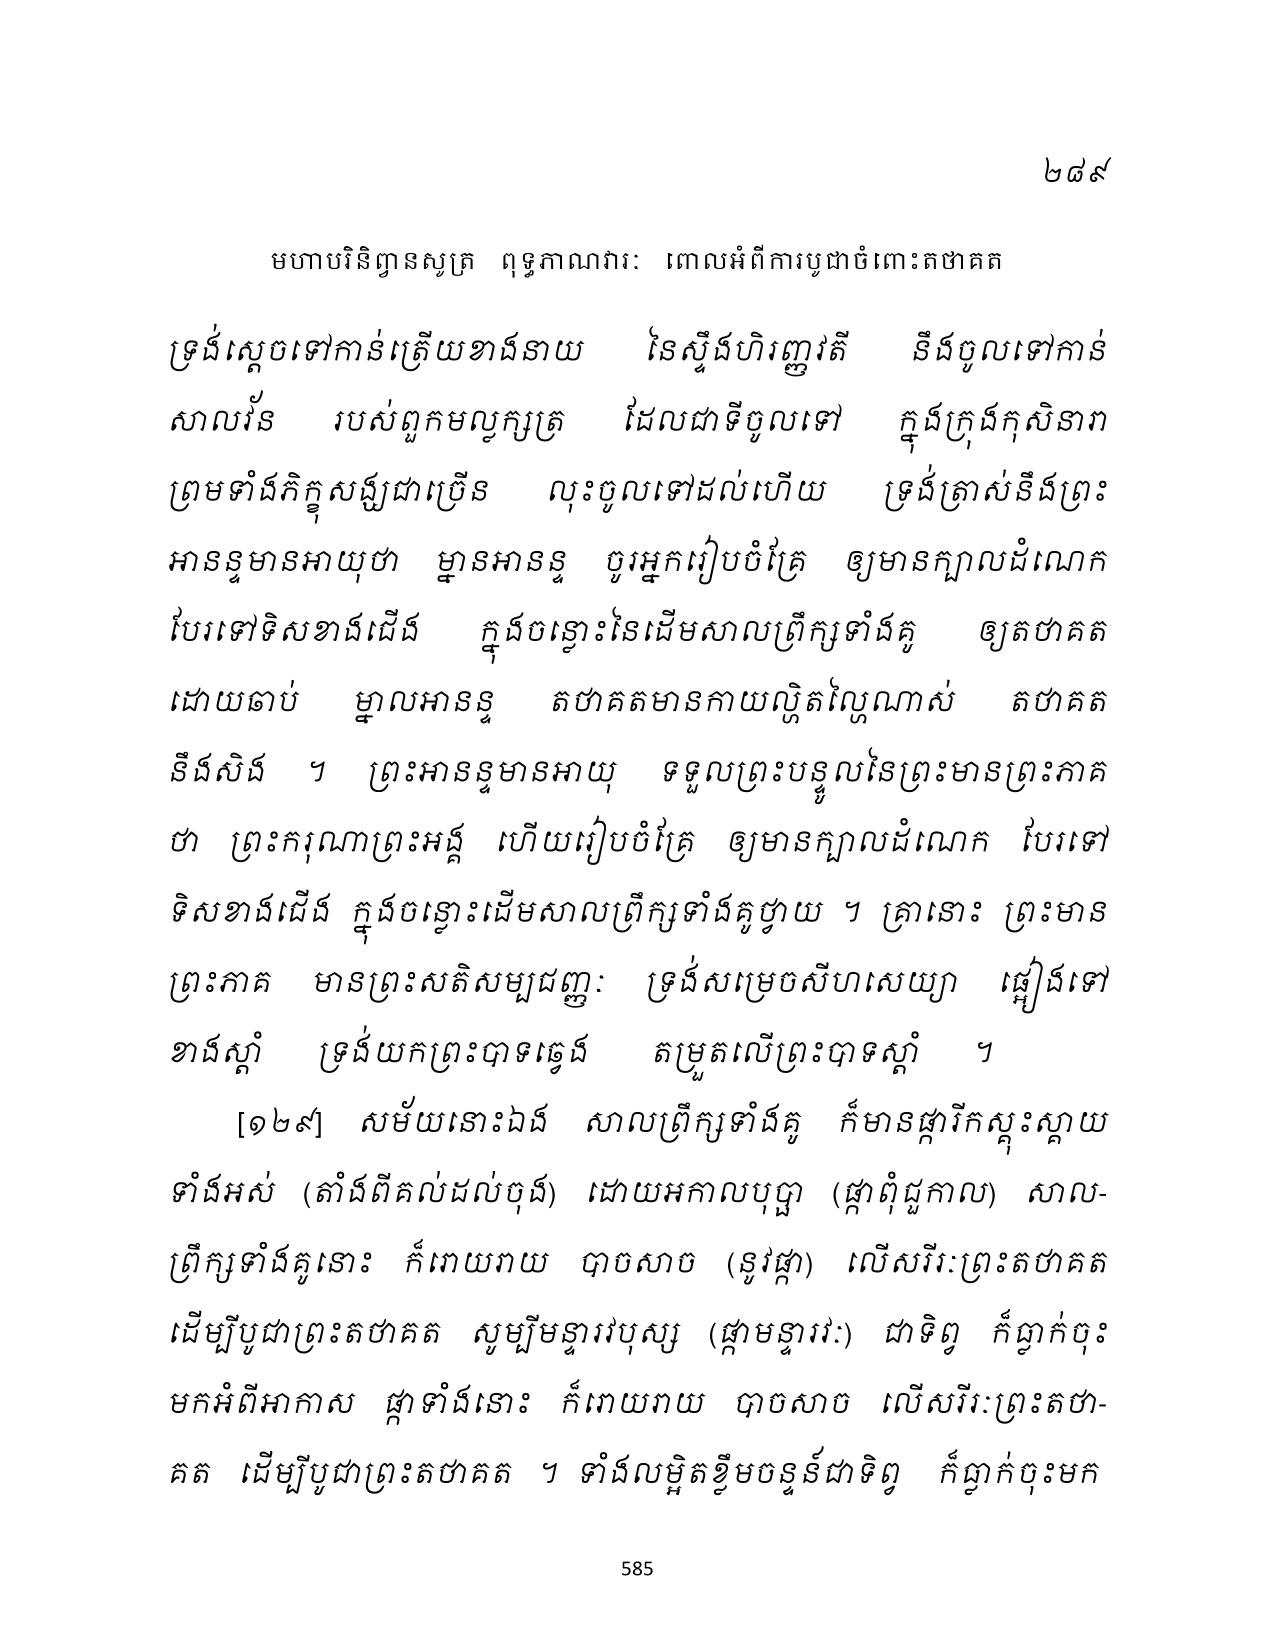 ២៨៩
មហាបរិនិព្វានសូត្រ ពុទ្ធភាណវារៈ ពោលអំពីការបូជាចំពោះតថាគត
ទ្រង់ស្តេចទៅកាន់ត្រើយខាងនាយ នៃស្ទឹងហិរញ្ញវតី នឹងចូលទៅកាន់
សាលវ័ន របស់ពួកមល្លក្សត្រ ដែលជាទីចូលទៅ ក្នុងក្រុងកុសិនារា
ព្រមទាំងភិក្ខុសង្ឃជាច្រើន លុះចូលទៅដល់ហើយ ទ្រង់ត្រាស់នឹងព្រះ
អានន្ទមានអាយុថា ម្នានអានន្ទ ចូរអ្នករៀបចំគ្រែ ឲ្យមានក្បាលដំណេក
បែរទៅទិសខាងជើង ក្នុងចន្លោះនៃដើមសាលព្រឹក្សទាំងគូ ឲ្យតថាគត
ដោយឆាប់ ម្នាលអានន្ទ តថាគតមានកាយល្ហិតល្ហៃណាស់ តថាគត
នឹងសិង ។ ព្រះអានន្ទមានអាយុ ទទួលព្រះបន្ទូលនៃព្រះមានព្រះភាគ
ថា ព្រះករុណាព្រះអង្គ ហើយរៀបចំគ្រែ ឲ្យមានក្បាលដំណេក បែរទៅ
ទិសខាងជើង ក្នុងចន្លោះដើមសាលព្រឹក្សទាំងគូថ្វាយ ។ គ្រានោះ ព្រះមាន
ព្រះភាគ មានព្រះសតិសម្បជញ្ញៈ ទ្រង់សម្រេចសីហសេយ្យា ផ្អៀងទៅ
ខាងស្តាំ ទ្រង់យកព្រះបាទឆ្វេង តម្រួតលើព្រះបាទស្តាំ ។
[១២៩] សម័យនោះឯង សាលព្រឹក្សទាំងគូ ក៏មានផ្ការីកស្គុះស្គាយ
ទាំងអស់ (តាំងពីគល់ដល់ចុង) ដោយអកាលបុប្ផា (ផ្កាពុំជួកាល) សាល-
ព្រឹក្សទាំងគូនោះ ក៏រោយរាយ បាចសាច (នូវផ្កា) លើសរីរៈព្រះតថាគត
ដើម្បីបូជាព្រះតថាគត សូម្បីមន្ទារវបុស្ស (ផ្កាមន្ទារវៈ) ជាទិព្វ ក៏ធ្លាក់ចុះ
មកអំពីអាកាស ផ្កាទាំងនោះ ក៏រោយរាយ បាចសាច លើសរីរៈព្រះតថា-
គត ដើម្បីបូជាព្រះតថាគត ។ ទាំងលម្អិតខ្លឹមចន្ទន៍ជាទិព្វ ក៏ធ្លាក់ចុះមក
585